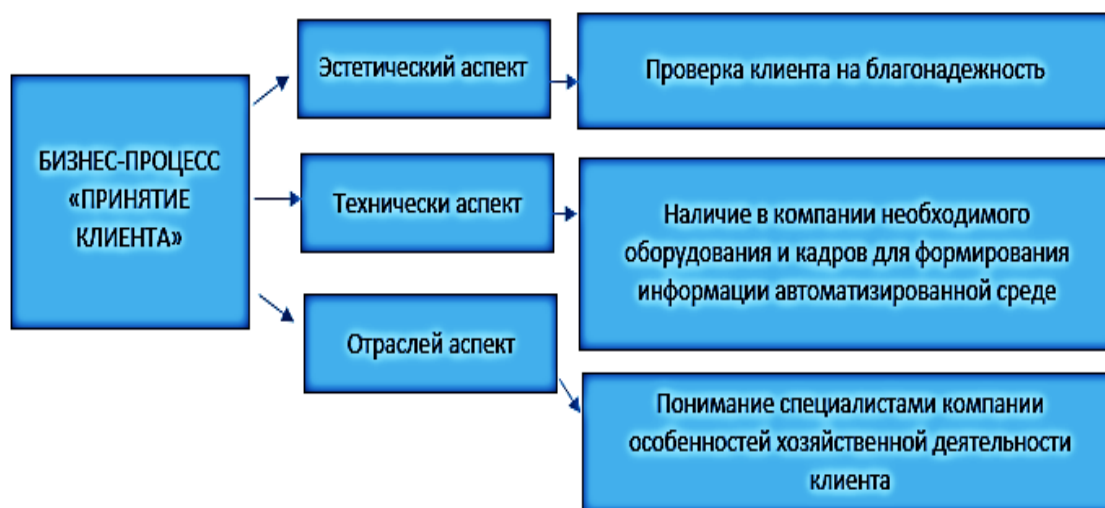 БИЗНЕС-ПРОЦЕСС
«ПРИНЯТИЕ
КЛИЕНТА»
Эстетический аспект
Проверка клиента на благонадежность
Технически аспект
Наличие в компании необходимого
оборудования и кадров для формирования
информации автоматизированной среде
Отраслей аспект
Понимание специалистами компании
особенностей хозяйственной деятельности
клиента